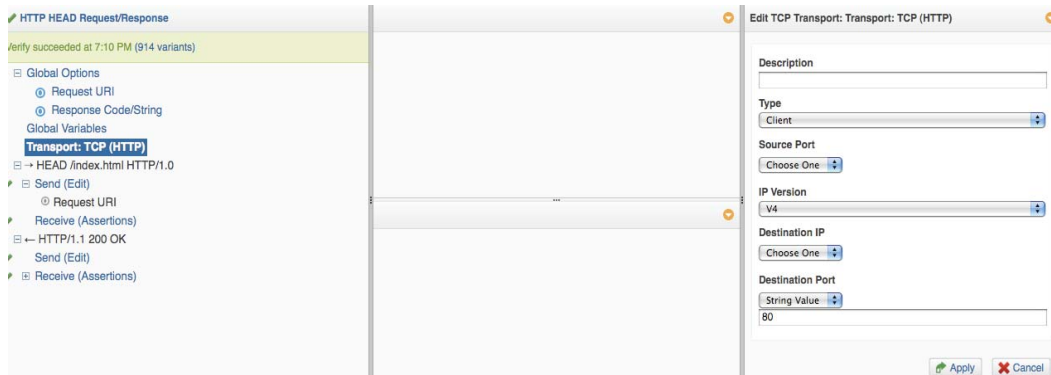 HTTP HEAD Request/Response
Verify succeeded at 7:10 PM (914 variants)
Global Options
Request URI
Response Code/String
Global Variables
Transport: TCP (HTTP)
→ HEAD /index.html HTTP/1.0
Send (Edit)
Request URI
Receive (Assertions)
← HTTP/1.1 200 OK
Send (Edit)
Receive (Assertions)
Edit TCP Transport: Transport: TCP (HTTP)
Description
Type
Client
Source Port
Choose One
IP Version
V4
Destination IP
Choose One
Destination Port
String Value
80
Apply Cancel